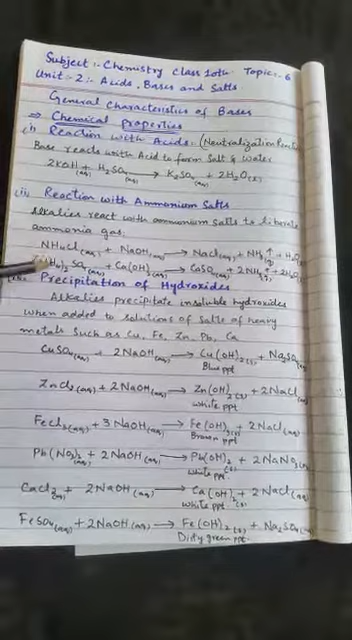 Subject :- Chemistry Class 10th. Topic:- 6
Unit :- 2 :- Acids, Bases and Salts
General Characteristics of Bases
⇒ Chemical properties
(i) Reaction with Acids: (Neutralization
Base reacts with Acid to form Salt & Water
2KOH(aq) + H2SO4(aq) → K2SO4(aq) + 2H2O(l)
(ii) Reaction with Ammonium Salts
Alkalies react with ammonium salts to liberate
ammonia gas.
NH4Cl(aq) + NaOH(aq) → NaCl(aq) + NH3↑(g) + H2O
(NH4)2SO4(aq) + Ca(OH)2(aq) → CaSO4(aq) + 2NH3↑(g) + 2H2O
Precipitation of Hydroxides
Alkalies precipitate insoluble hydroxides
when added to solutions of salts of heavy
metals such as Cu, Fe, Zn, Pb, Ca
CuSO4(aq) + 2NaOH(aq) → Cu(OH)2(s) + Na2SO4
Blue ppt
ZnCl2(aq) + 2NaOH(aq) → Zn(OH)2(s) + 2NaCl(aq)
white ppt
FeCl3(aq) + 3NaOH(aq) → Fe(OH)3(s) + 2NaCl(aq)
Brown ppt
Pb(NO3)2 + 2NaOH(aq) → Pb(OH)2(s) + 2NaNO3(aq)
white ppt
CaCl2(aq) + 2NaOH(aq) → Ca(OH)2(s) + 2NaCl(aq)
white ppt
FeSO4(aq) + 2NaOH(aq) → Fe(OH)2(s) + Na2SO4(aq)
Dirty green ppt.